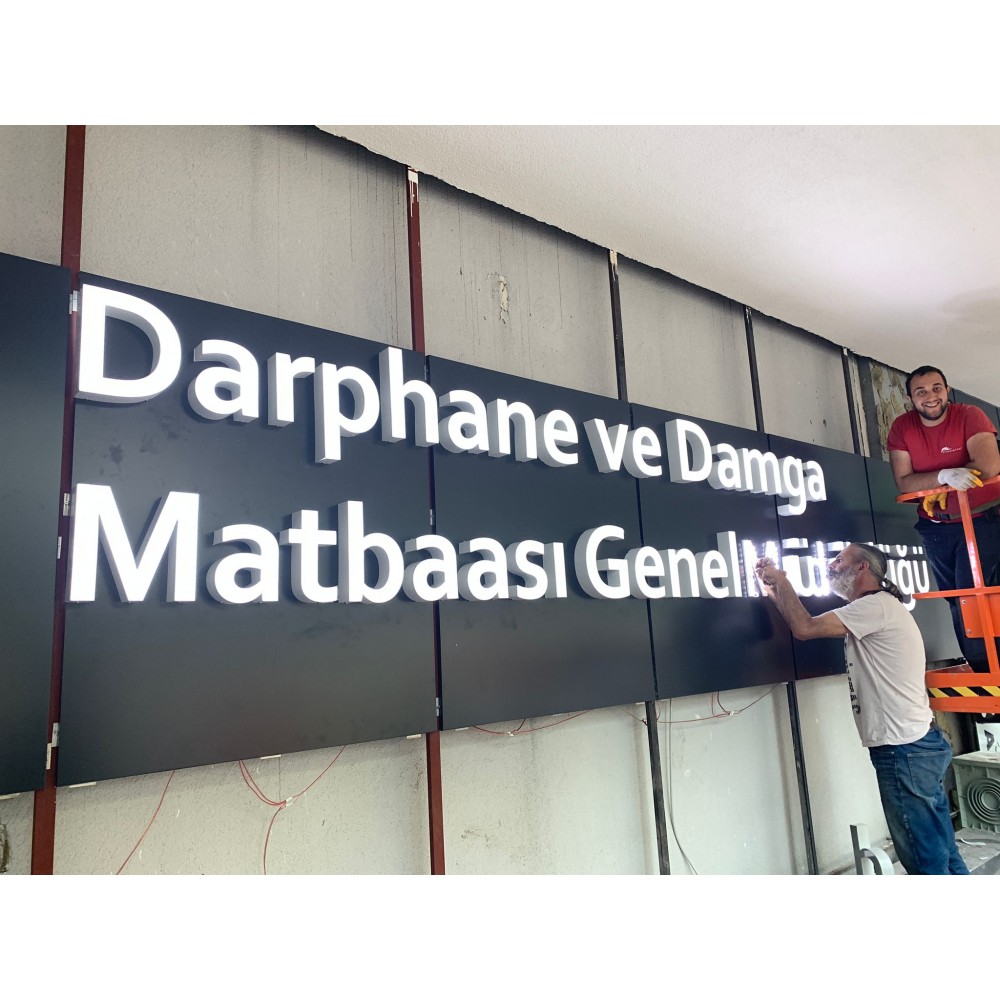 Darphane ve Damga
Matbaası Genel